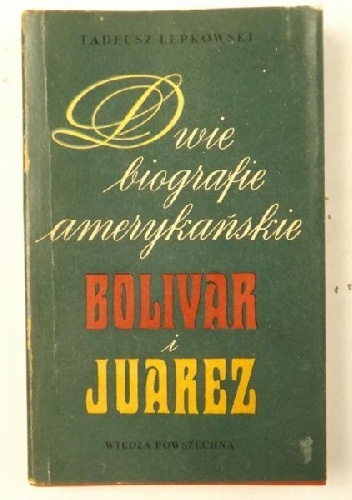 TADEUSZ ŁEPKOWSKI
Dwie
biografie
amerykańskie
BOLIVAR
i
JUAREZ
WIEDZA POWSZECHNA